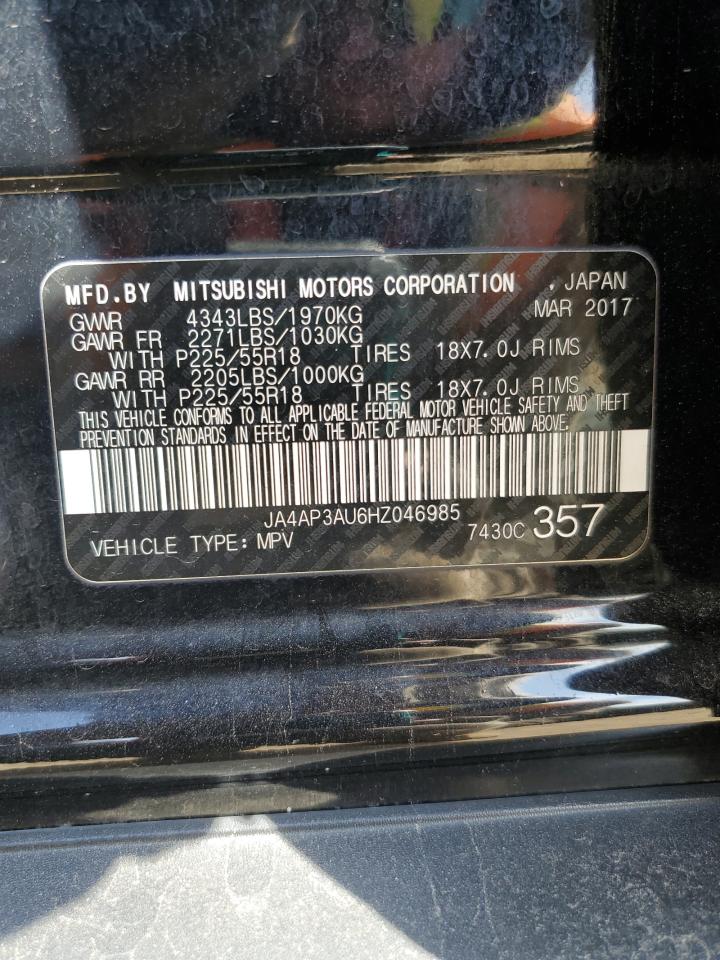 MFD.BY MITSUBISHI MOTORS CORPORATION , JAPAN
GVWR 4343LBS/1970KG MAR 2017
GAWR FR 2271LBS/1030KG
WITH P225/55R18 TIRES 18X7.0J RIMS
GAWR RR 2205LBS/1000KG
WITH P225/55R18 TIRES 18X7.0J RIMS
THIS VEHICLE CONFORMS TO ALL APPLICABLE FEDERAL MOTOR VEHICLE SAFETY AND THEFT
PREVENTION STANDARDS IN EFFECT ON THE DATE OF MANUFACTURE SHOWN ABOVE.
JA4AP3AU6HZ046985
VEHICLE TYPE: MPV 7430C 357